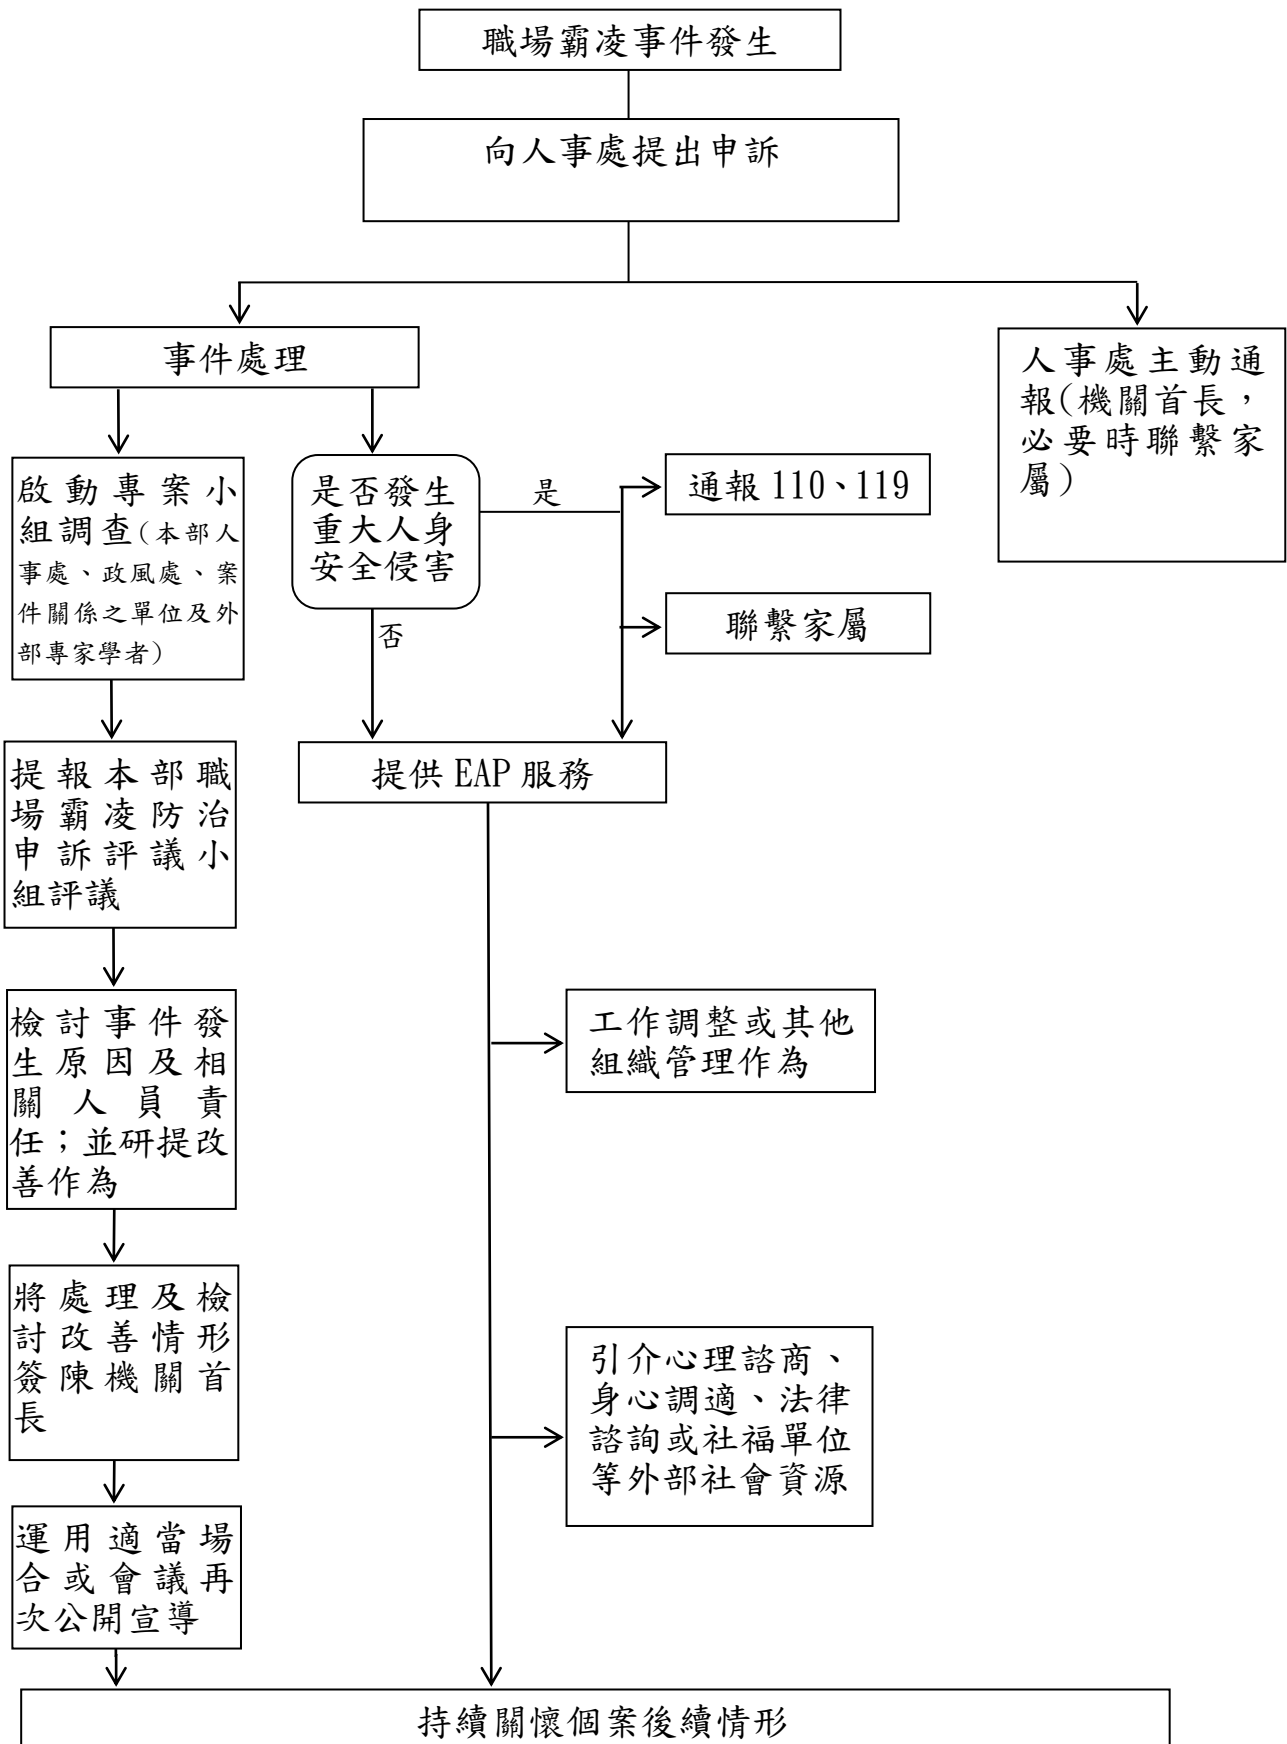 職場霸凌事件發生
向人事處提出申訴
事件處理
人事處主動通
報(機關首長，
必要時聯繫家
屬)
啟動專案小
組調查(本部人
事處、政風處、案
件關係之單位及外
部專家學者)
是否發生
重大人身
安全侵害
是
否
通報 110、119
聯繫家屬
提報本部職
場霸凌防治
申訴評議小
組評議
提供 EAP 服務
檢討事件發
生原因及相
關人員責
任；並研提改
善作為
工作調整或其他
組織管理作為
將處理及檢
討改善情形
簽陳機關首
長
引介心理諮商、
身心調適、法律
諮詢或社福單位
等外部社會資源
運用適當場
合或會議再
次公開宣導
持續關懷個案後續情形